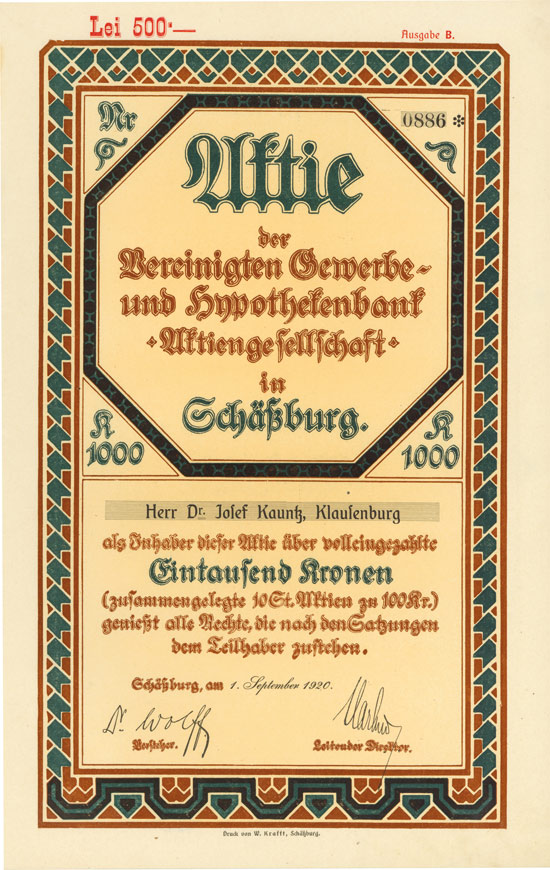 Lei 500·—
Ausgabe B.
Nr
0886 *
Aktie
der
Vereinigten Gewerbe-
und Hypothekenbank
Aktiengesellschaft
in
Schäßburg.
K
1000
K
1000
Herr Dr. Josef Kauntz, Klausenburg
als Inhaber dieser Aktie über volleingezahlte
Eintausend Kronen
(zusammengelegte 10 St. Aktien zu 100 Kr.)
genießt alle Rechte, die nach den Satzungen
dem Teilhaber zustehen.
Schäßburg, am 1. September 1920.
Dr. Wolff
Vorsteher.
Leitender Direktor.
Druck von W. Krafft, Schäßburg.